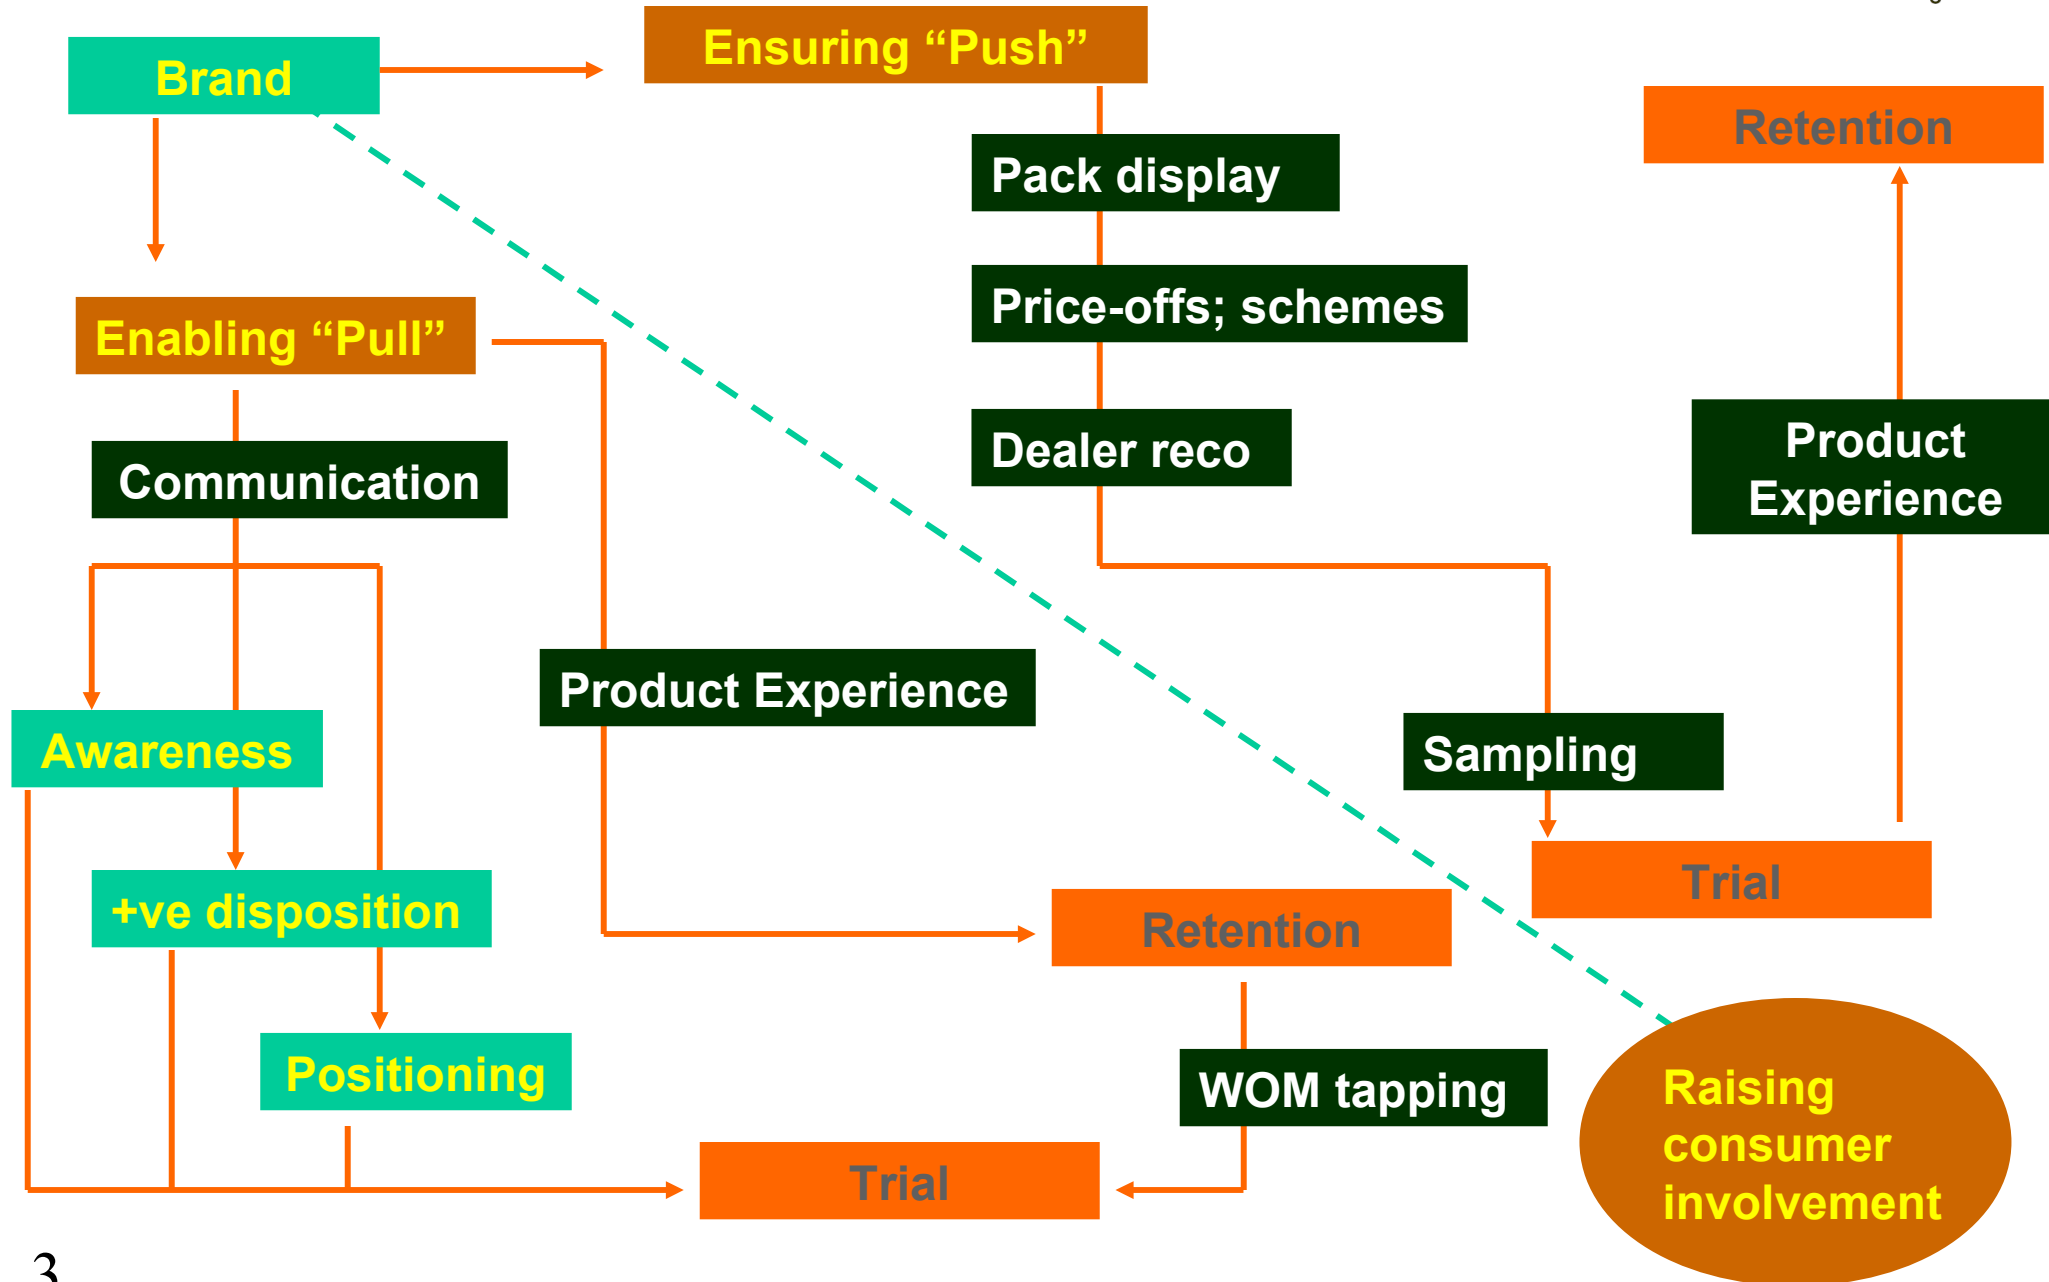 Brand
Ensuring “Push”
Retention
Pack display
Price-offs; schemes
Enabling “Pull”
Dealer reco
Product
Experience
Communication
Product Experience
Awareness
Sampling
+ve disposition
Trial
Retention
Positioning
WOM tapping
Raising
consumer
involvement
Trial
3